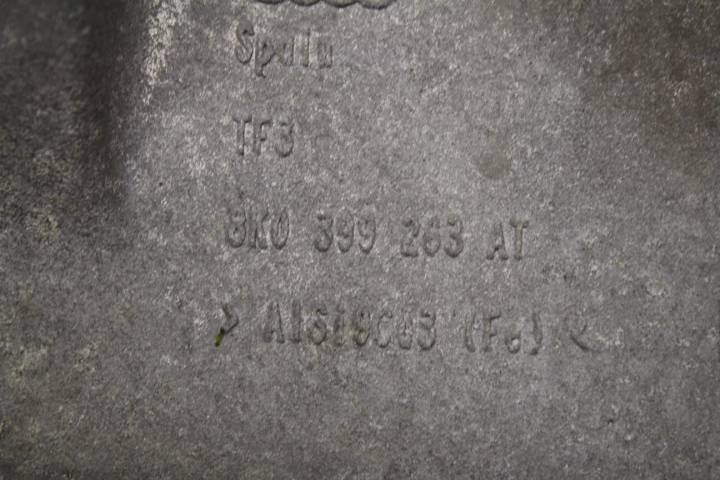 Spain
TF3
8K0 399 263 AT
> AlSi9Cu3 (Fe) <